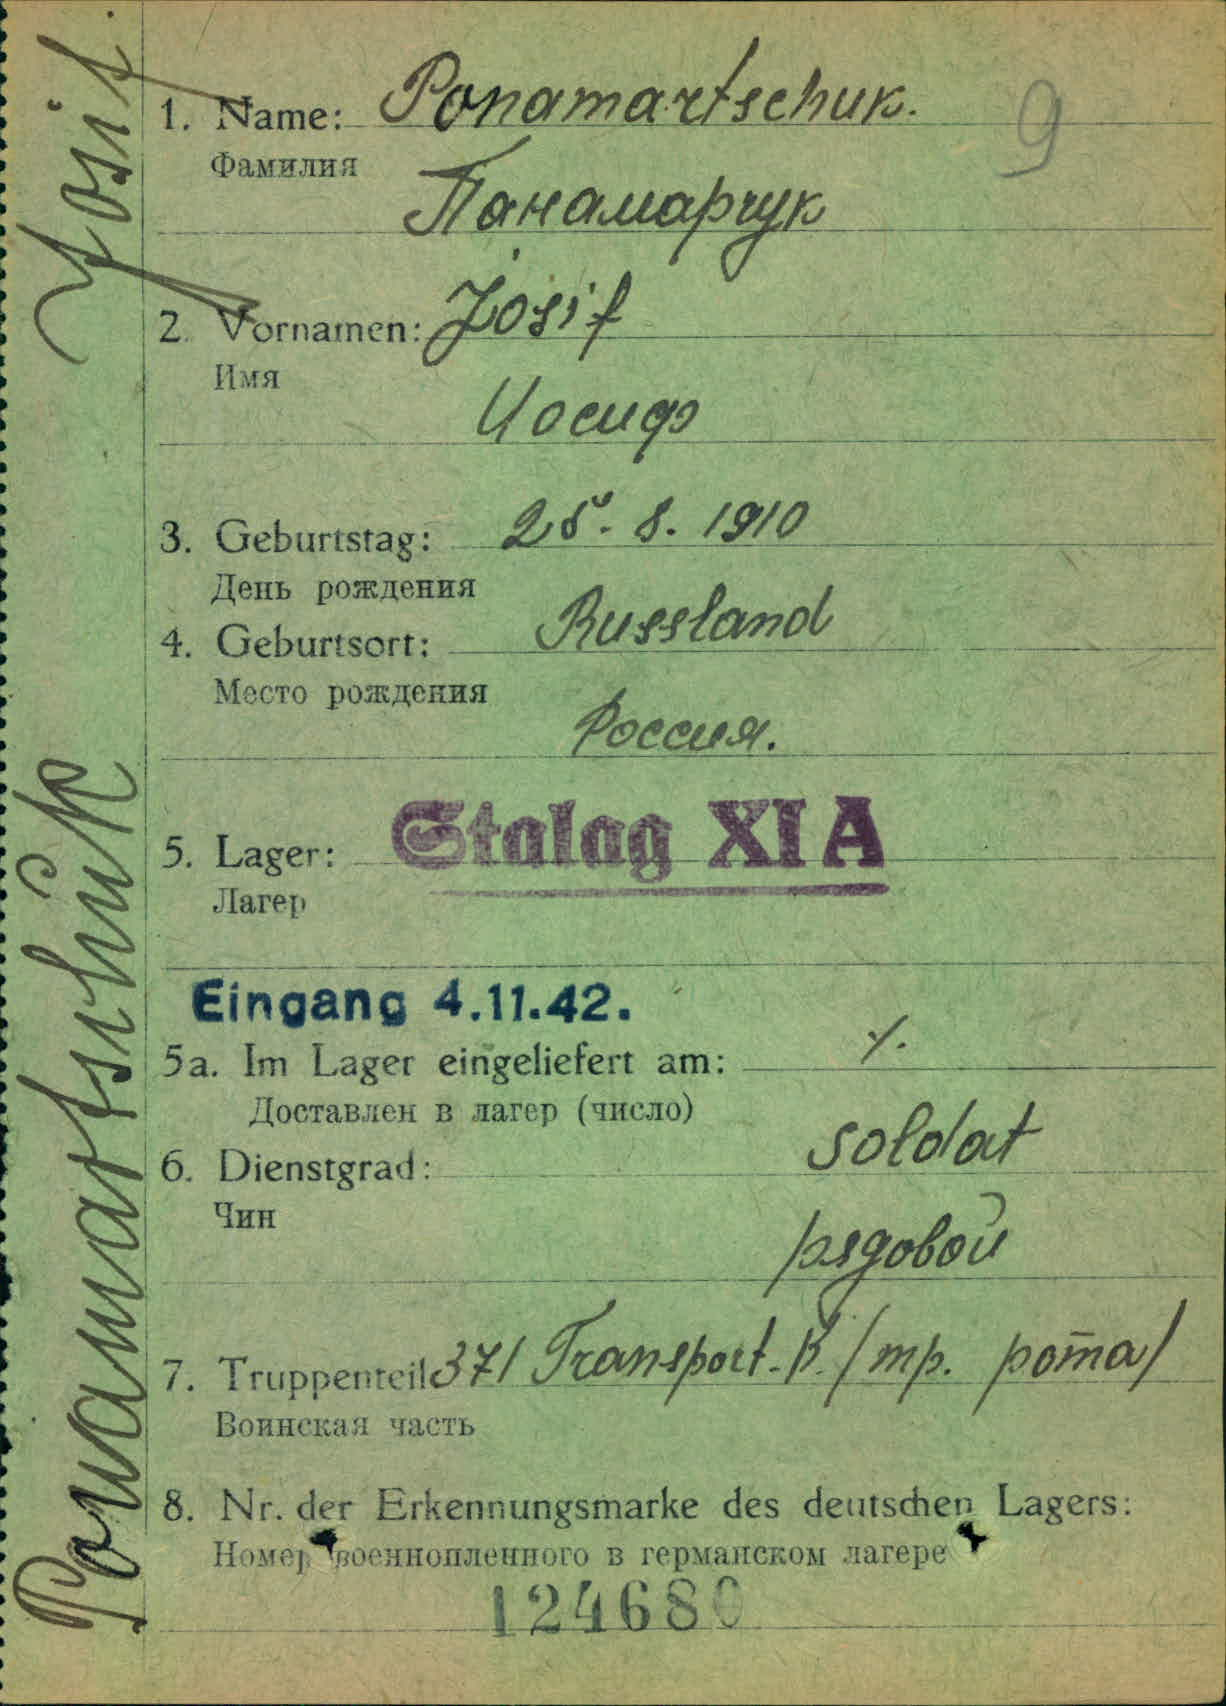 Ponamartschuk Josif
1. Name: Ponamartschuk.
9
Фамилия
Панамарчук
2. Vornamen: Josif
Имя
Иосиф
3. Geburtstag: 25. 8. 1910
День рождения
4. Geburtsort: Russland
Место рождения
Россия.
5. Lager: Stalag XI A
Лагер
Eingang 4.11.42.
5a. Im Lager eingeliefert am:
Доставлен в лагер (число)
6. Dienstgrad: soldat
Чин
рядовой
7. Truppenteil: 371 Transport. K. / тр. рота /
Воинская часть
8. Nr. der Erkennungsmarke des deutschen Lagers:
Номер военнопленного в германском лагере
124680